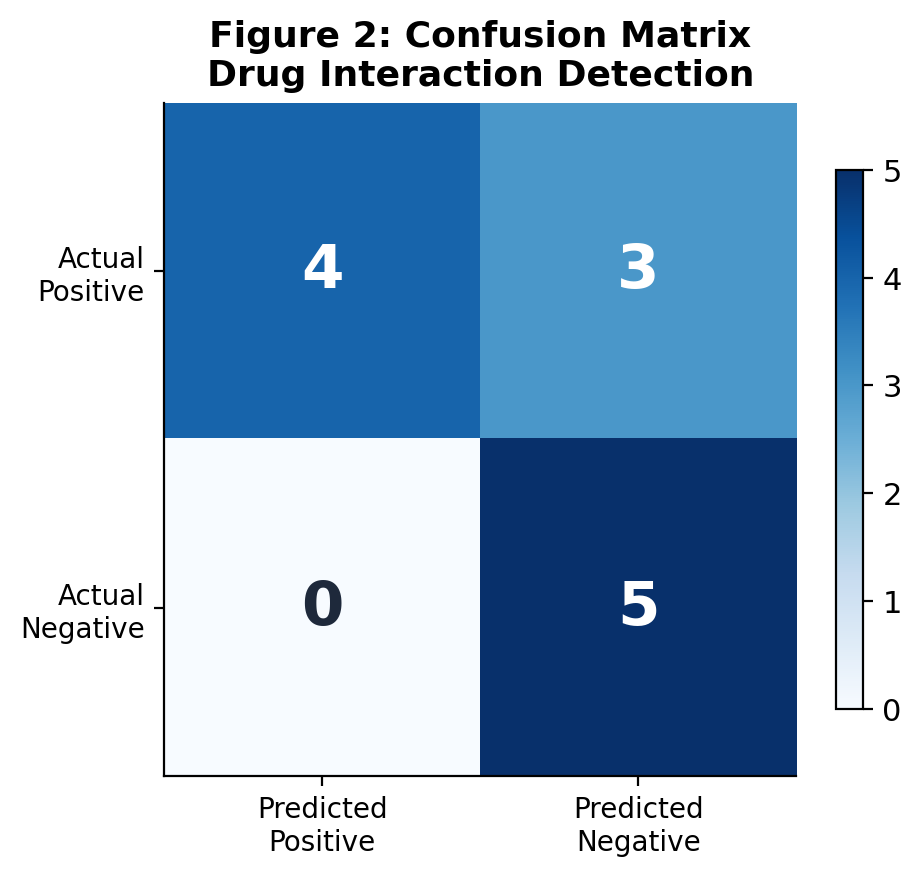 Figure 2: Confusion Matrix
Drug Interaction Detection
Actual
Positive
4
3
Actual
Negative
0
5
Predicted
Positive
Predicted
Negative
5
4
3
2
1
0